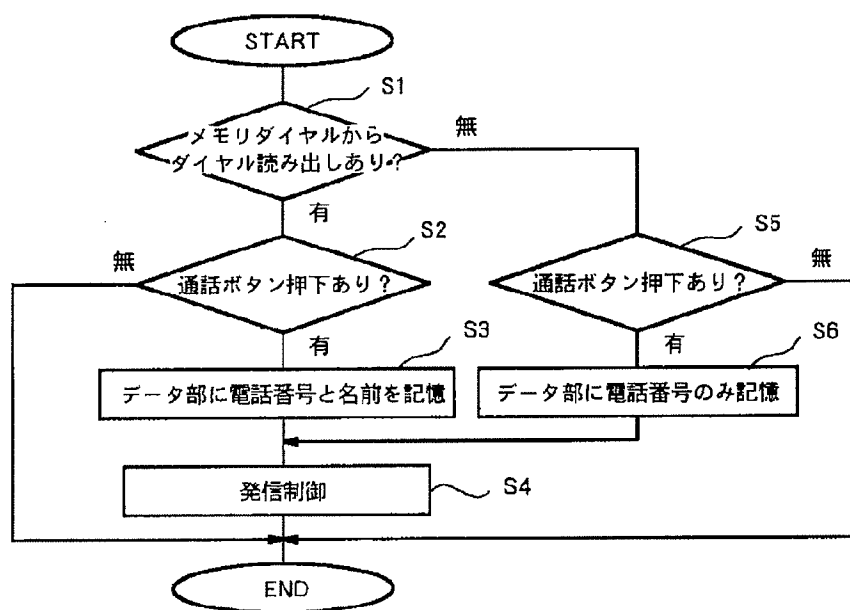 START
S1
メモリダイヤルから
ダイヤル読み出しあり?
無
有
S2
通話ボタン押下あり?
無
有
S5
通話ボタン押下あり?
無
有
S3
データ部に電話番号と名前を記憶
S6
データ部に電話番号のみ記憶
発信制御
S4
END